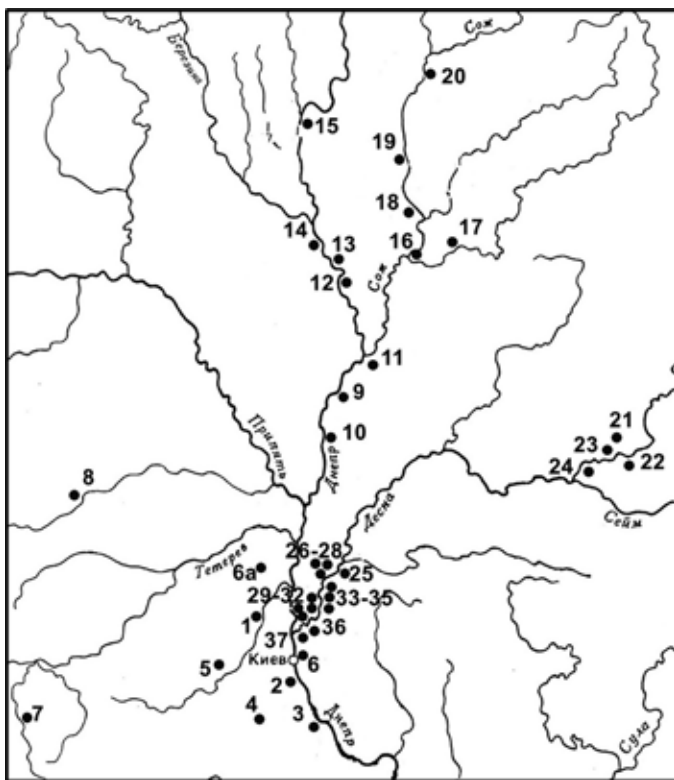 Сож
Березина
20
15
19
18
17
14
13
16
12
Сож
11
9
10
21
23
Припять
Днепр
8
24
22
Десна
Сейм
26-28
Тетерев
6а
25
29-32
33-35
1
36
37
Киев
6
5
2
7
4
3
Днепр
Сула